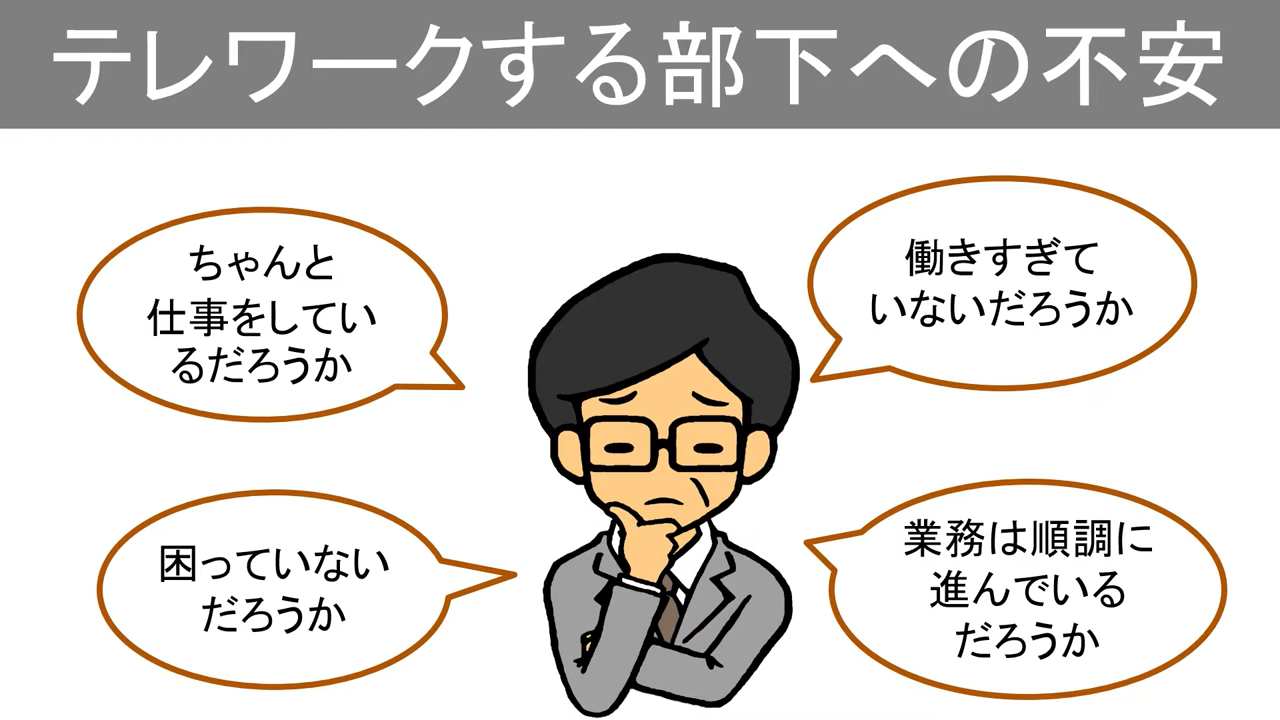 テレワークする部下への不安
ちゃんと
仕事をしてい
るだろうか
働きすぎて
いないだろうか
困っていない
だろうか
業務は順調に
進んでいる
だろうか